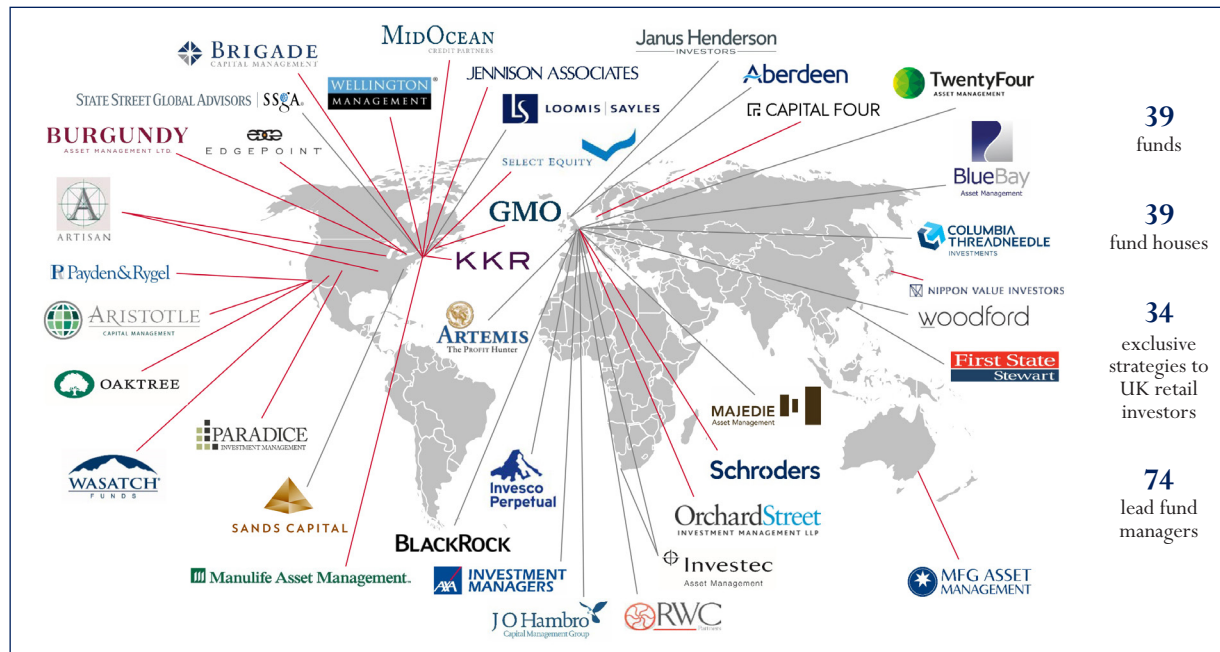 BRIGADE
CAPITAL MANAGEMENT
MIDOCEAN
CREDIT PARTNERS
Janus Henderson
INVESTORS
STATE STREET GLOBAL ADVISORS | SSGA®
WELLINGTON
MANAGEMENT®
JENNISON ASSOCIATES
Aberdeen
TwentyFour
ASSET MANAGEMENT
LS LOOMIS | SAYLES
CAPITAL FOUR
BURGUNDY
ASSET MANAGEMENT LTD.
edge
EDGEPOINT®
SELECT EQUITY
BlueBay
Asset Management
A
ARTISAN
GMO
COLUMBIA
THREADNEEDLE
INVESTMENTS
KKR
Payden&Rygel
NIPPON VALUE INVESTORS
ARISTOTLE
CAPITAL MANAGEMENT
ARTEMIS
The PROFIT Hunter
woodford
First State
Stewart
OAKTREE
PARADICE
INVESTMENT MANAGEMENT
MAJEDIE
Asset Management
WASATCH®
FUNDS
SANDS CAPITAL
Invesco
Perpetual
Schroders
OrchardStreet
INVESTMENT MANAGEMENT LLP
BLACKROCK
Manulife Asset Management™
AXA INVESTMENT
MANAGERS
Investec
Asset Management
MFG ASSET
MANAGEMENT
J O Hambro
Capital Management Group
RWC
Partners
39
funds
39
fund houses
34
exclusive
strategies to
UK retail
investors
74
lead fund
managers